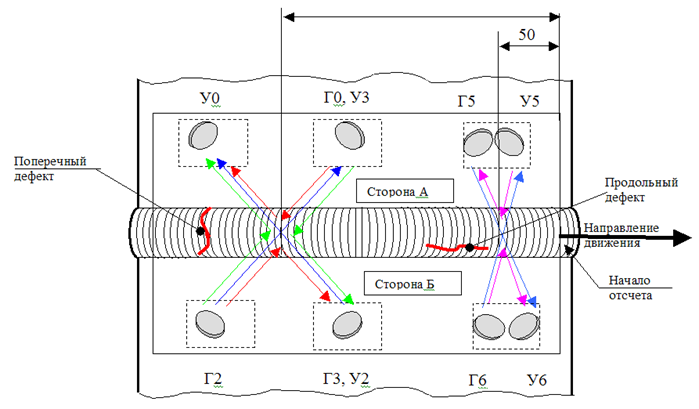 50
У0
Г0, У3
Г5
У5
Поперечный
дефект
Сторона А
Продольный
дефект
Направление
движения
Сторона Б
Начало
отсчета
Г2
Г3, У2
Г6
У6